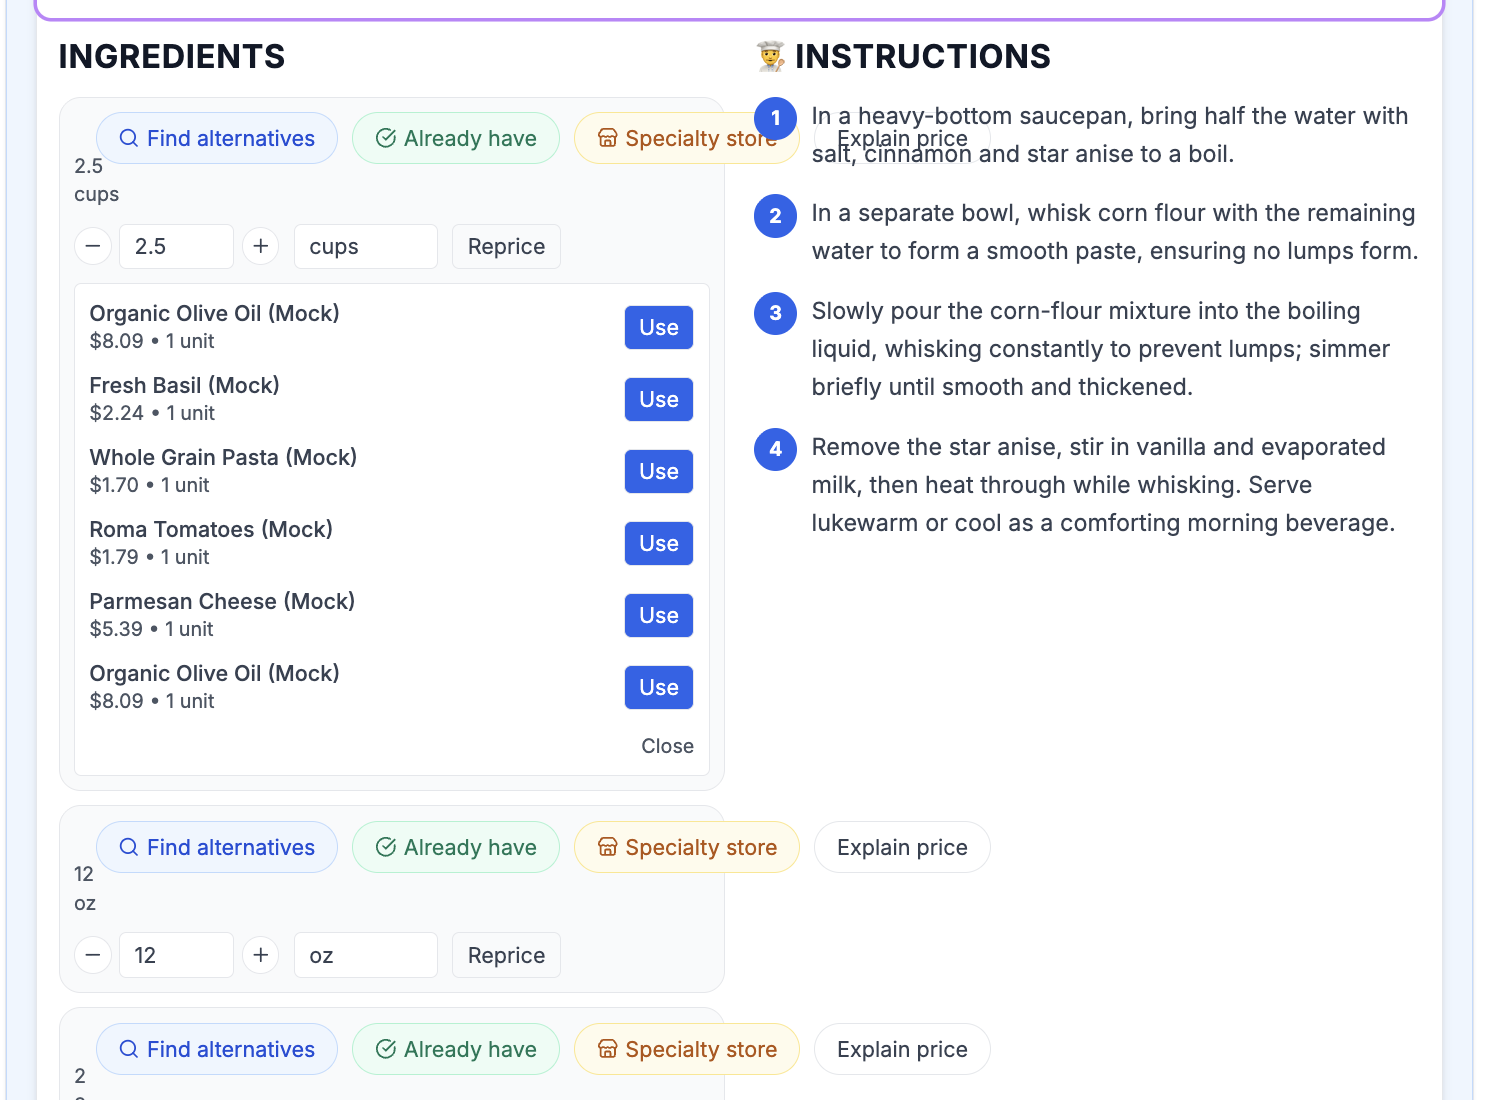 INGREDIENTS
Find alternatives
Already have
Specialty store
Explain price
2.5
cups
2.5
cups
Reprice
Organic Olive Oil (Mock)
$8.09 • 1 unit
Use
Fresh Basil (Mock)
$2.24 • 1 unit
Use
Whole Grain Pasta (Mock)
$1.70 • 1 unit
Use
Roma Tomatoes (Mock)
$1.79 • 1 unit
Use
Parmesan Cheese (Mock)
$5.39 • 1 unit
Use
Organic Olive Oil (Mock)
$8.09 • 1 unit
Use
Close
Find alternatives
Already have
Specialty store
Explain price
12
oz
12
oz
Reprice
Find alternatives
Already have
Specialty store
Explain price
2
INSTRUCTIONS
1
In a heavy-bottom saucepan, bring half the water with
salt, cinnamon and star anise to a boil.
2
In a separate bowl, whisk corn flour with the remaining
water to form a smooth paste, ensuring no lumps form.
3
Slowly pour the corn-flour mixture into the boiling
liquid, whisking constantly to prevent lumps; simmer
briefly until smooth and thickened.
4
Remove the star anise, stir in vanilla and evaporated
milk, then heat through while whisking. Serve
lukewarm or cool as a comforting morning beverage.